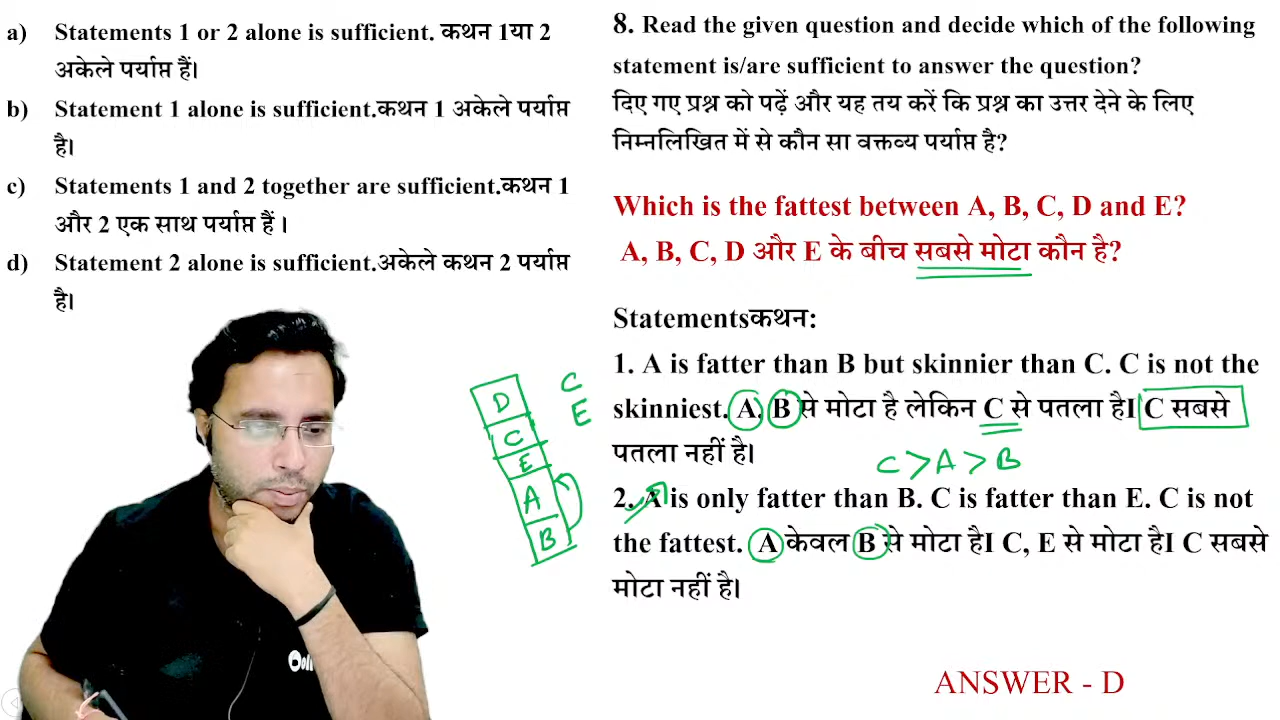 a) Statements 1 or 2 alone is sufficient. कथन 1या 2
अकेले पर्याप्त हैं।
b) Statement 1 alone is sufficient.कथन 1 अकेले पर्याप्त
है।
c) Statements 1 and 2 together are sufficient.कथन 1
और 2 एक साथ पर्याप्त हैं ।
d) Statement 2 alone is sufficient.अकेले कथन 2 पर्याप्त
है।
8. Read the given question and decide which of the following
statement is/are sufficient to answer the question?
दिए गए प्रश्न को पढ़ें और यह तय करें कि प्रश्न का उत्तर देने के लिए
निम्नलिखित में से कौन सा वक्तव्य पर्याप्त है?
Which is the fattest between A, B, C, D and E?
A, B, C, D और E के बीच सबसे मोटा कौन है?
Statementsकथन:
1. A is fatter than B but skinnier than C. C is not the
skinniest. A, B से मोटा है लेकिन C से पतला हैI C सबसे
पतला नहीं है।
C > A > B
2. A is only fatter than B. C is fatter than E. C is not
the fattest. A केवल B से मोटा हैI C, E से मोटा हैI C सबसे
मोटा नहीं है।
D
C
E
A
B
C
E
ANSWER - D